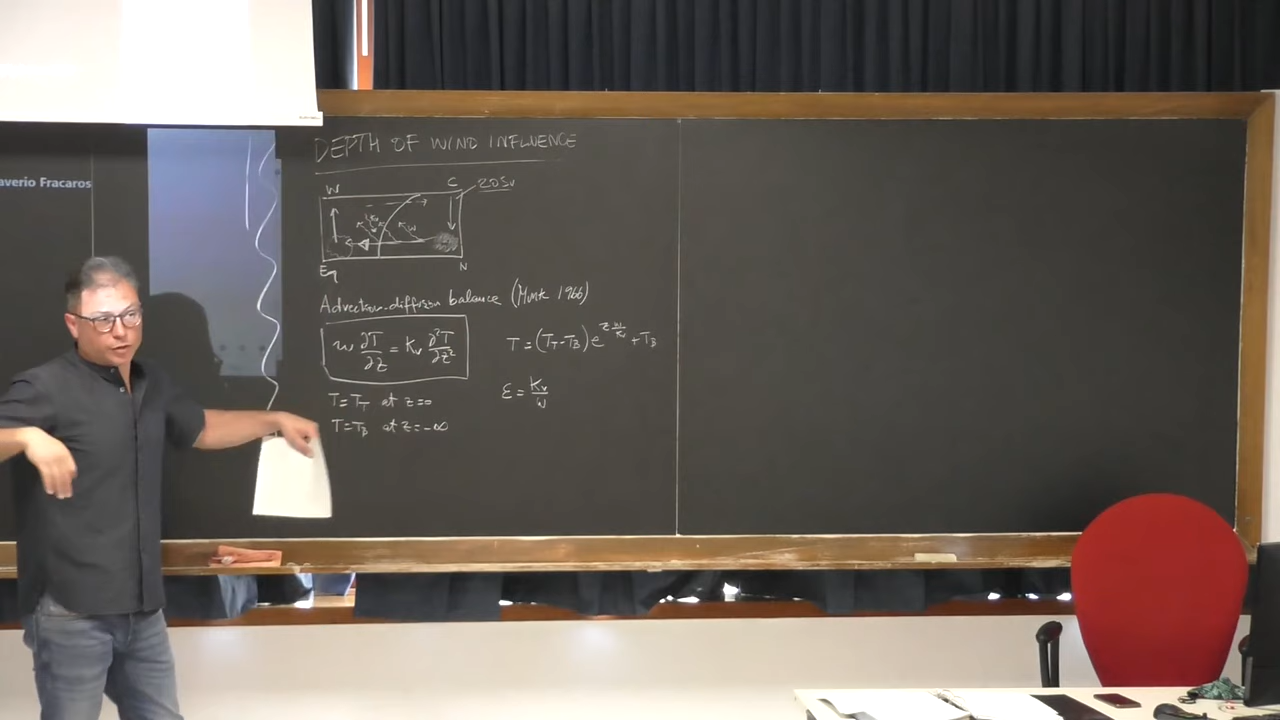 averio Fracaros
DEPTH OF WIND INFLUENCE
W C 20Sv
w
Eq N
Advection-diffusion balance (Munk 1966)
w ∂T/∂z = Kv ∂²T/∂z²
T = (T_T - T_B) e^{z w/Kv} + T_B
T = T_T at z=0
ε = Kv/w
T = T_B at z=-∞